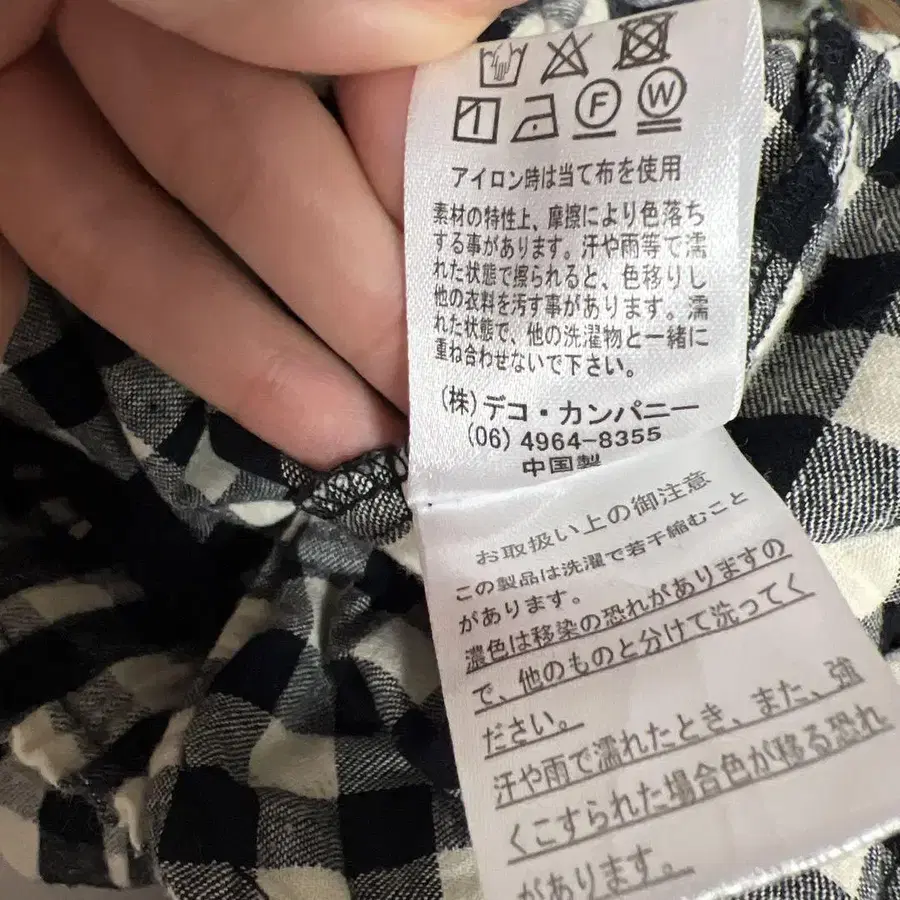 F W
アイロン時は当て布を使用
素材の特性上、摩擦により色落ち
する事があります。汗や雨等で濡
れた状態で擦られると、色移りし
他の衣料を汚す事があります。濡
れた状態で、他の洗濯物と一緒に
重ね合わせないで下さい。
(株)デコ・カンパニー
(06) 4964-8355
中国製
お取扱い上の御注意
この製品は洗濯で若干縮むこと
があります。
濃色は移染の恐れがありますの
で、他のものと分けて洗ってく
ださい。
汗や雨で濡れたとき、また、強
くこすられた場合色が移る恐れ
があります。